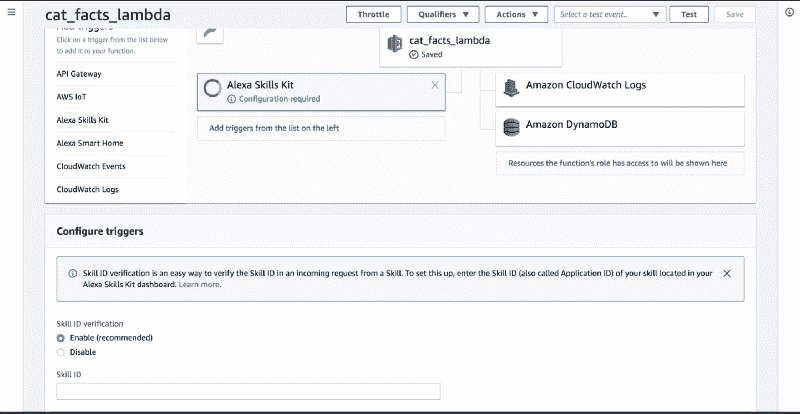 cat_facts_lambda
Throttle
Qualifiers
Actions
Select a test event..
Test
Save
Click on a trigger from the list below
to add it to your function.
API Gateway
AWS IoT
Alexa Skills Kit
Alexa Smart Home
CloudWatch Events
CloudWatch Logs
cat_facts_lambda
Saved
Alexa Skills Kit
Configuration required
Add triggers from the list on the left
Amazon CloudWatch Logs
Amazon DynamoDB
Resources the function's role has access to will be shown here
Configure triggers
Skill ID verification is an easy way to verify the Skill ID in an incoming request from a Skill. To set this up, enter the Skill ID (also called Application ID) of your skill located in your
Alexa Skills Kit dashboard. Learn more.
Skill ID verification
Enable (recommended)
Disable
Skill ID